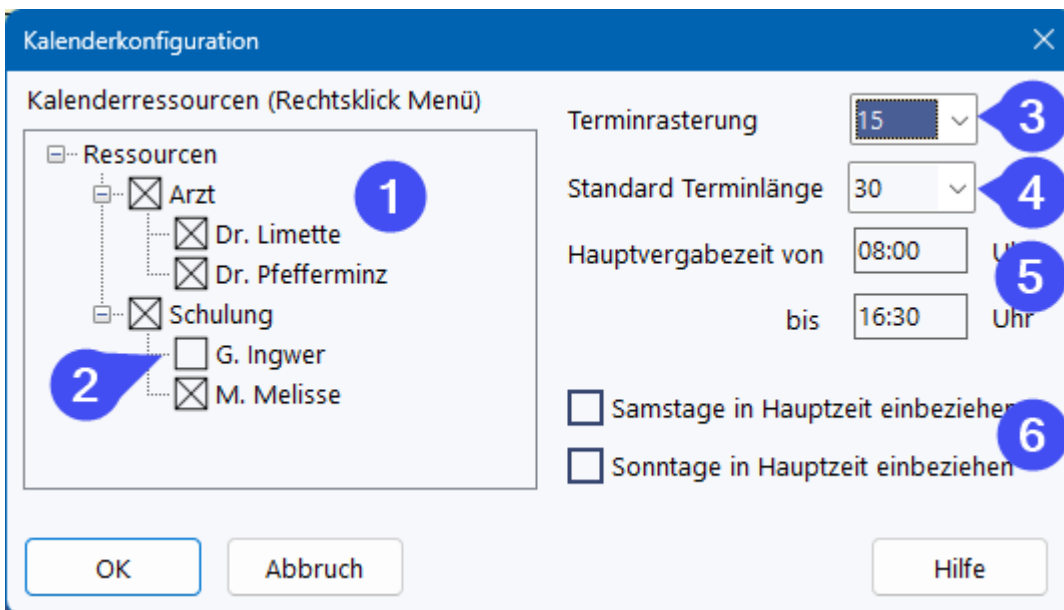 Kalenderkonfiguration
Kalenderressourcen (Rechtsklick Menü)
Ressourcen
Arzt
1
Dr. Limette
Dr. Pfefferminz
Schulung
2
G. Ingwer
M. Melisse
Terminrasterung 15
3
Standard Terminlänge 30
4
Hauptvergabezeit von 08:00
5
bis 16:30 Uhr
Samstage in Hauptzeit einbeziehen
6
Sonntage in Hauptzeit einbeziehen
OK Abbruch Hilfe